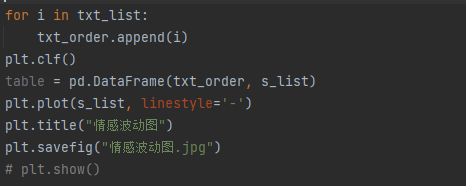 for i in txt_list:
    txt_order.append(i)
plt.clf()
table = pd.DataFrame(txt_order, s_list)
plt.plot(s_list, linestyle='-')
plt.title("情感波动图")
plt.savefig("情感波动图.jpg")
# plt.show()